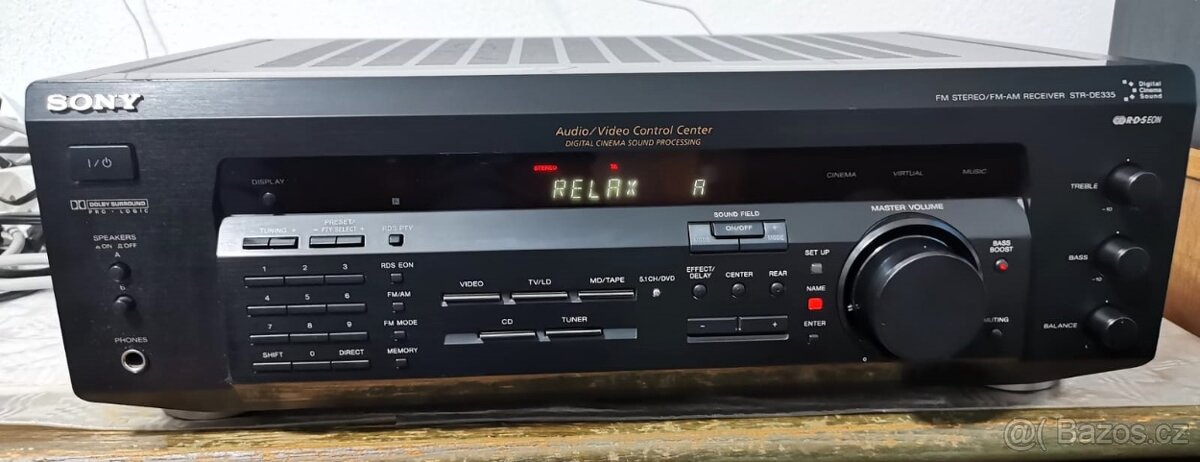 SONY
FM STEREO/FM-AM RECEIVER STR-DE335
Digital
Cinema
Sound
R·D·S EON
Audio/Video Control Center
DIGITAL CINEMA SOUND PROCESSING
I/
DISPLAY
STEREO
RELAX A
CINEMA VIRTUAL MUSIC
DOLBY SURROUND
PRO · LOGIC
SPEAKERS
ON OFF
A
B
PHONES
- TUNING +
PRESET/
- PTY SELECT +
RDS PTY
1 2 3
4 5 6
7 8 9
SHIFT 0 DIRECT
RDS EON
FM/AM
FM MODE
MEMORY
VIDEO TV/LD MD/TAPE 5.1CH/DVD
CD TUNER
SOUND FIELD
ON/OFF
MODE
EFFECT/
DELAY
CENTER REAR
- +
SET UP
NAME
ENTER
MASTER VOLUME
0
BASS
BOOST
MUTING
TREBLE
-10
BASS
-10
BALANCE
@( Bazos.cz